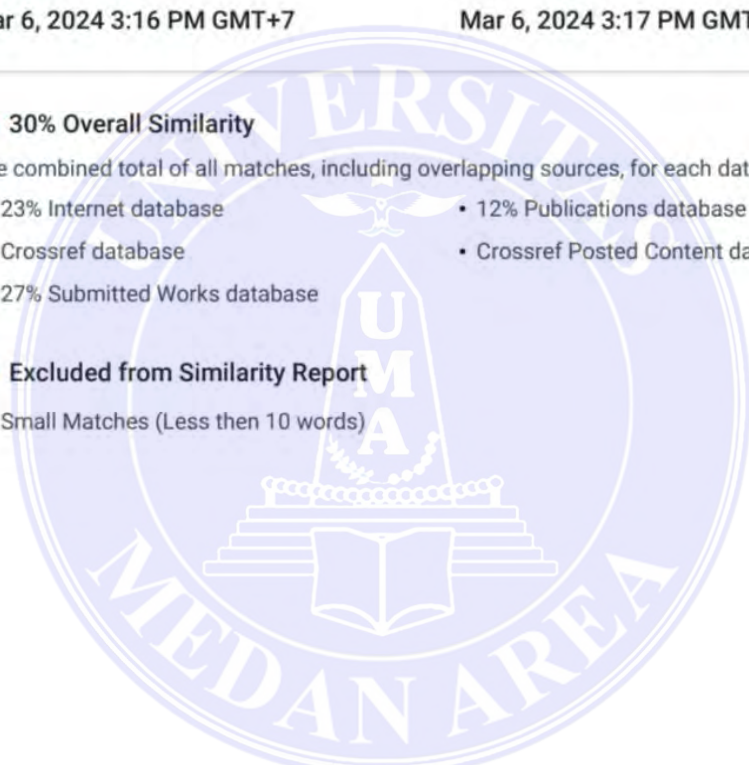 ar 6, 2024 3:16 PM GMT+7 Mar 6, 2024 3:17 PM GMT
30% Overall Similarity
e combined total of all matches, including overlapping sources, for each dat
23% Internet database • 12% Publications database
Crossref database • Crossref Posted Content da
27% Submitted Works database
Excluded from Similarity Report
Small Matches (Less then 10 words)
UNIVERSITAS
UMA
MEDAN AREA